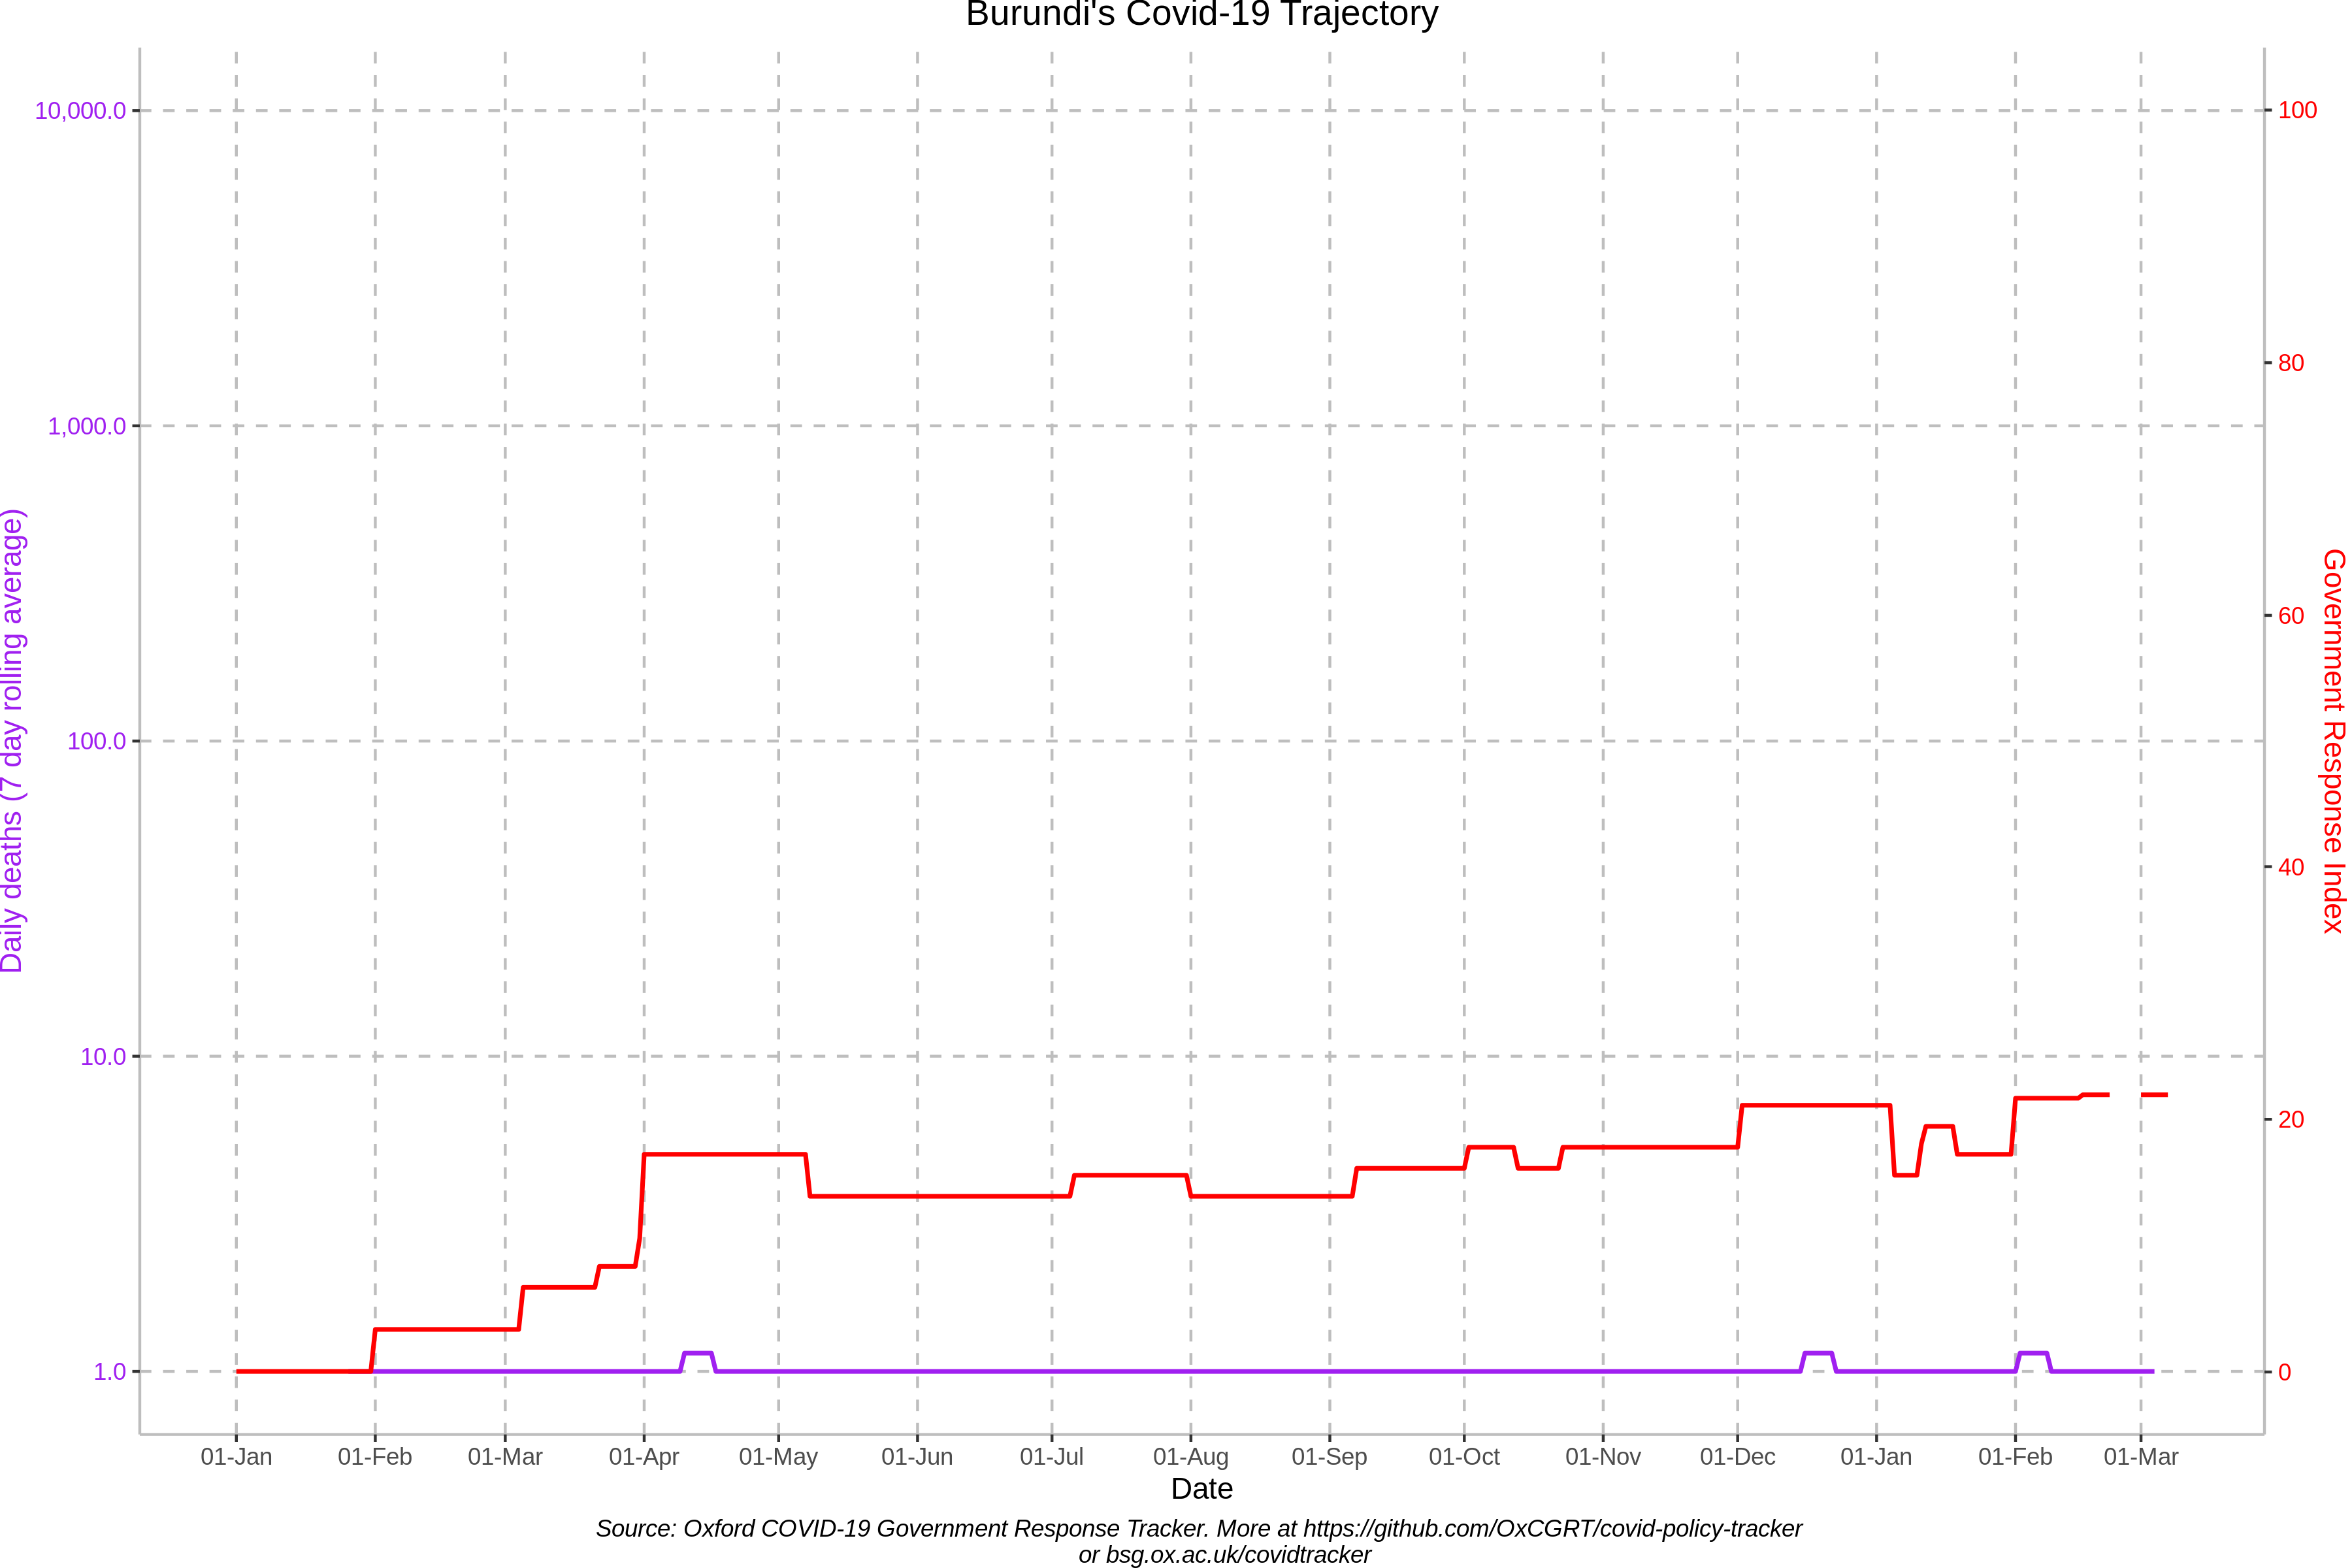 Burundi's Covid-19 Trajectory
10,000.0
1,000.0
100.0
10.0
1.0
Daily deaths (7 day rolling average)
100
80
60
40
20
0
Government Response Index
01-Jan 01-Feb 01-Mar 01-Apr 01-May 01-Jun 01-Jul 01-Aug 01-Sep 01-Oct 01-Nov 01-Dec 01-Jan 01-Feb 01-Mar
Date
Source: Oxford COVID-19 Government Response Tracker. More at https://github.com/OxCGRT/covid-policy-tracker
or bsg.ox.ac.uk/covidtracker